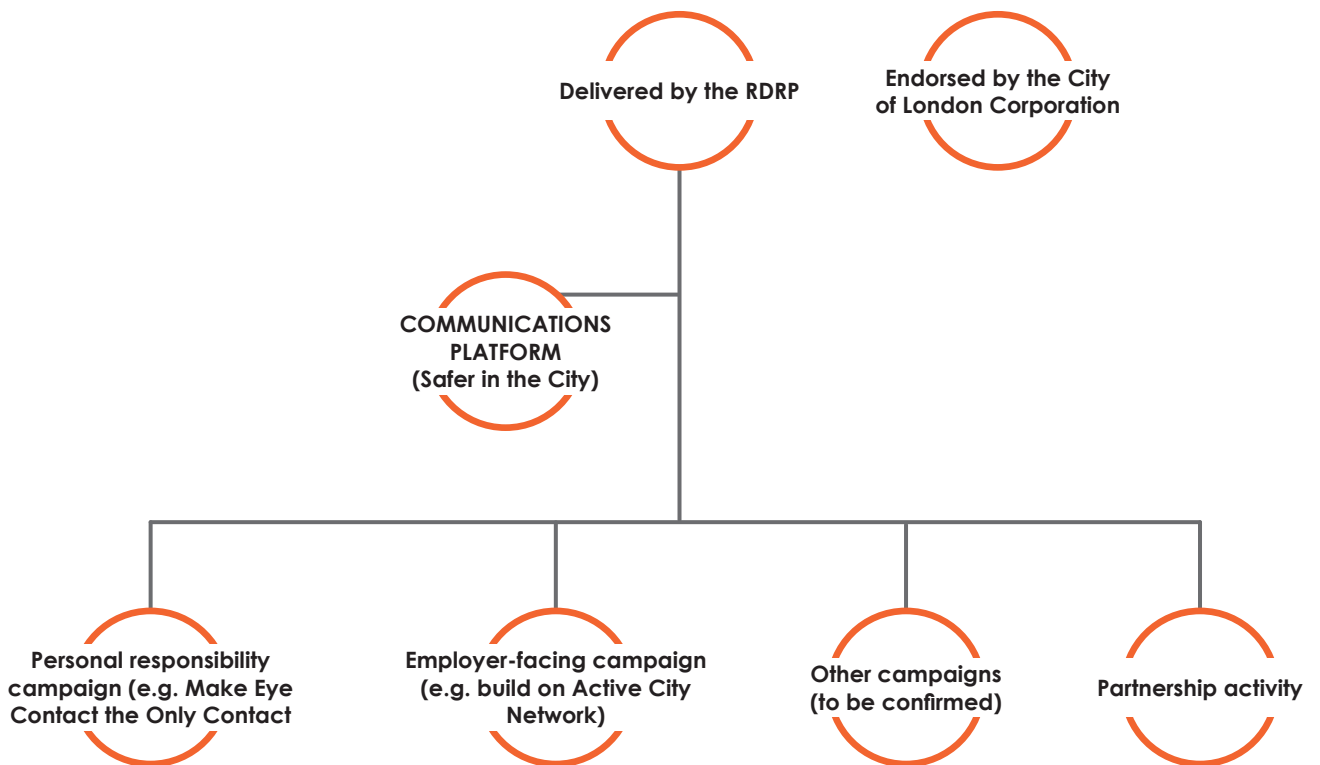 Delivered by the RDRP
Endorsed by the City
of London Corporation
COMMUNICATIONS
PLATFORM
(Safer in the City)
Personal responsibility
campaign (e.g. Make Eye
Contact the Only Contact
Employer-facing campaign
(e.g. build on Active City
Network)
Other campaigns
(to be confirmed)
Partnership activity